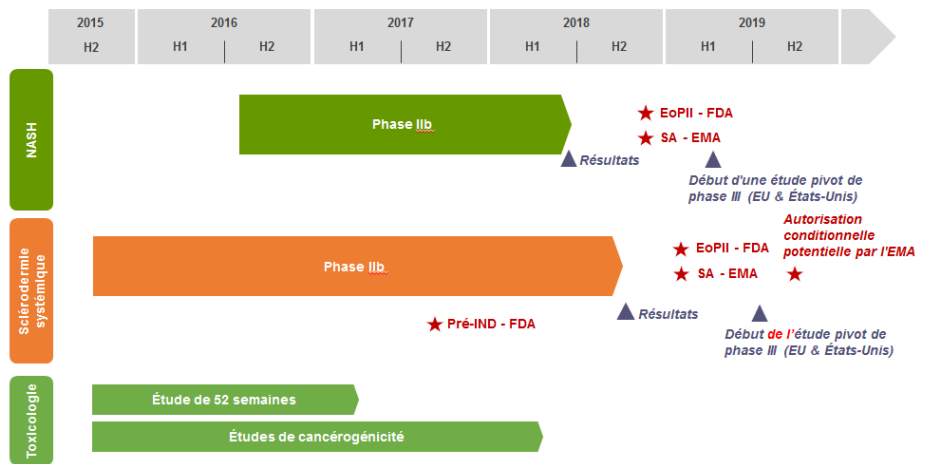 2015 2016 2017 2018 2019
H2 H1 H2 H1 H2 H1 H2 H1 H2
NASH
Phase IIb
EoPII - FDA
SA - EMA
Résultats
Début d'une étude pivot de
phase III (EU & États-Unis)
Sclérodermie
systémique
Phase IIb
EoPII - FDA
SA - EMA
Autorisation
conditionnelle
potentielle par l'EMA
Pré-IND - FDA
Résultats
Début de l'étude pivot de
phase III (EU & États-Unis)
Toxicologie
Étude de 52 semaines
Études de cancérogénicité